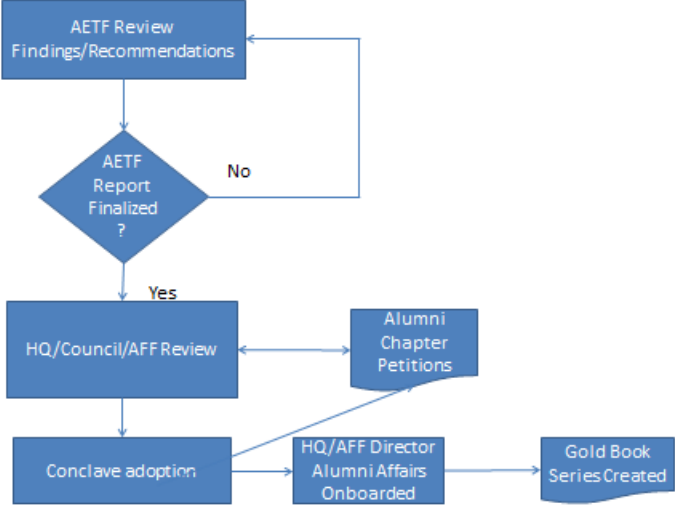 AETF Review
Findings/Recommendations
AETF
Report
Finalized
?
No
Yes
HQ/Council/AFF Review
Alumni
Chapter
Petitions
Conclave adoption
HQ/AFF Director
Alumni Affairs
Onboarded
Gold Book
Series Created